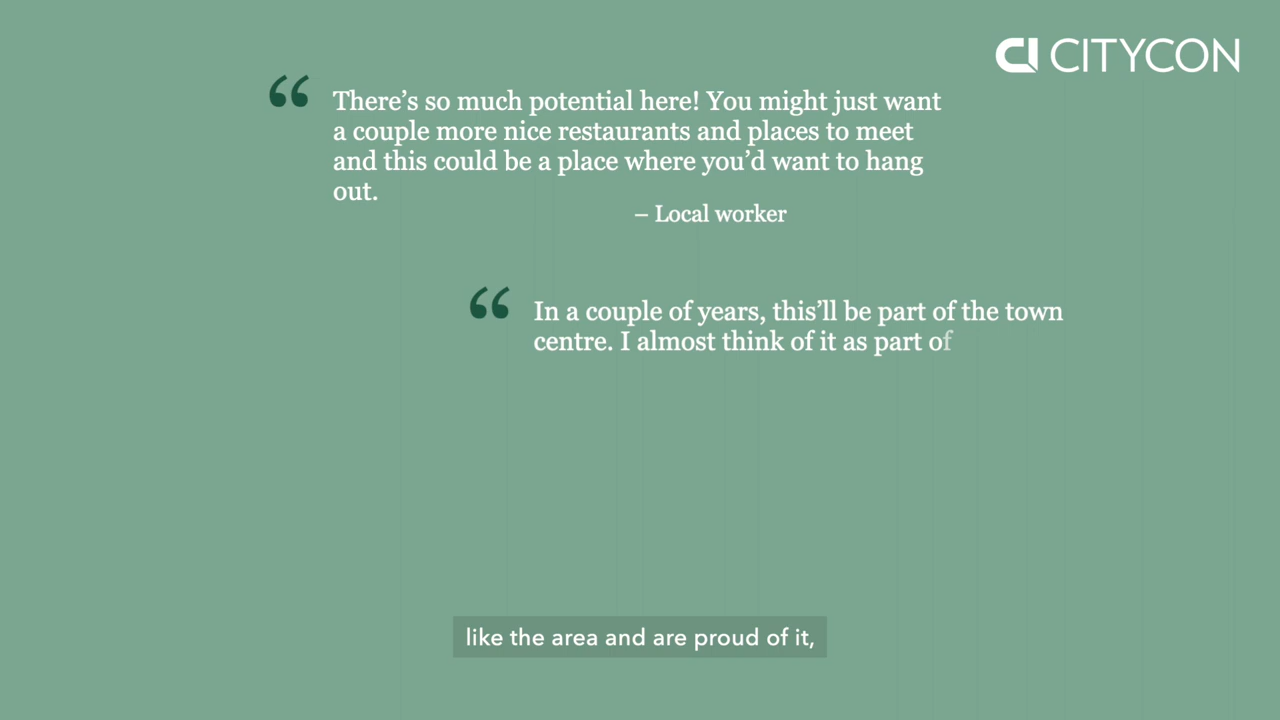 CITYCON
“ There’s so much potential here! You might just want
a couple more nice restaurants and places to meet
and this could be a place where you’d want to hang
out.
– Local worker
“ In a couple of years, this’ll be part of the town
centre. I almost think of it as part of
like the area and are proud of it,